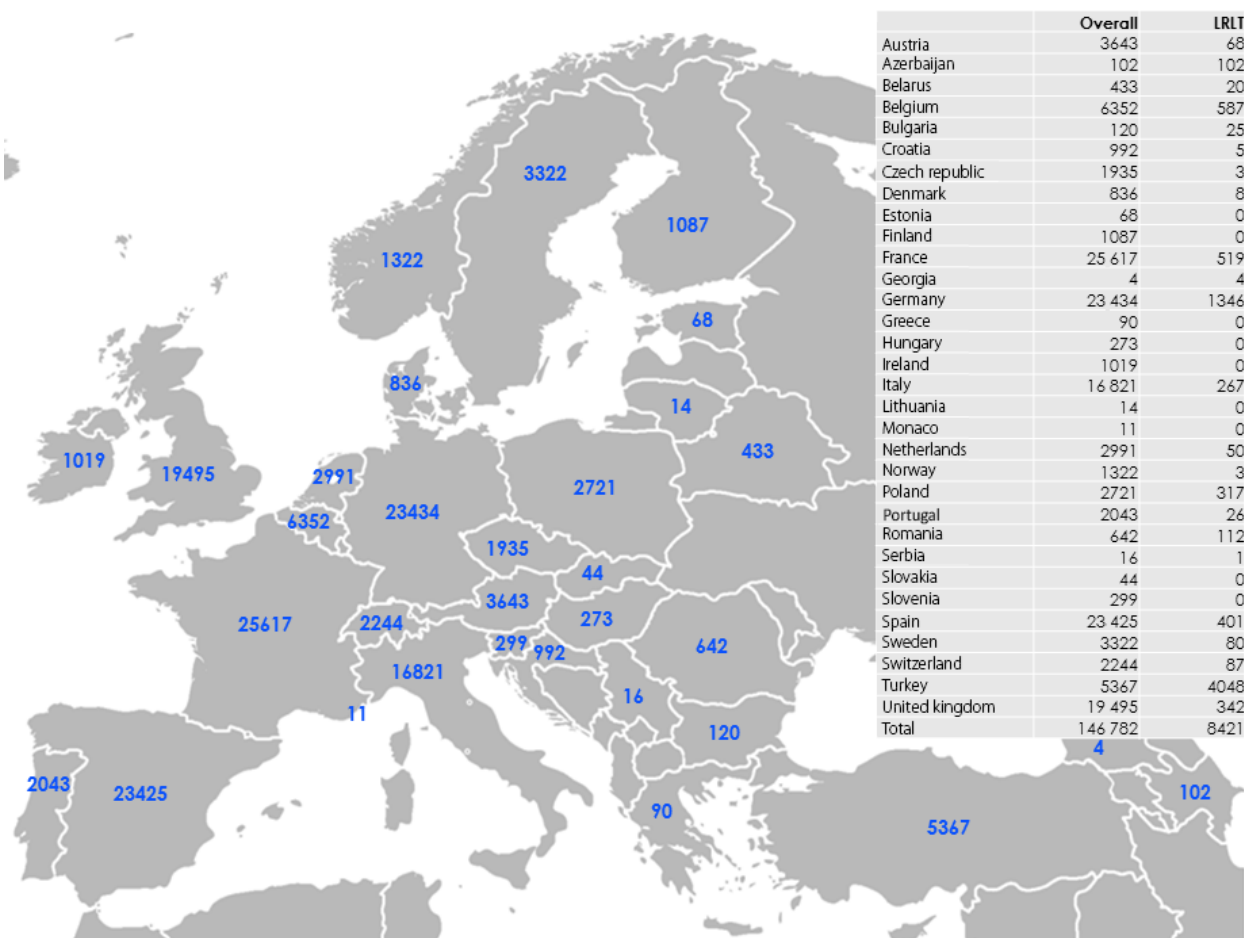 Overall LRLT
Austria 3643 68
Azerbaijan 102 102
Belarus 433 20
Belgium 6352 587
Bulgaria 120 25
Croatia 992 5
Czech republic 1935 3
Denmark 836 8
Estonia 68 0
Finland 1087 0
France 25 617 519
Georgia 4 4
Germany 23 434 1346
Greece 90 0
Hungary 273 0
Ireland 1019 0
Italy 16 821 267
Lithuania 14 0
Monaco 11 0
Netherlands 2991 50
Norway 1322 3
Poland 2721 317
Portugal 2043 26
Romania 642 112
Serbia 16 1
Slovakia 44 0
Slovenia 299 0
Spain 23 425 401
Sweden 3322 80
Switzerland 2244 87
Turkey 5367 4048
United kingdom 19 495 342
Total 146 782 8421
3322
1087
1322
68
836
14
433
1019
19495
2991
2721
6352
23434
1935
44
3643
273
25617
2244
299
992
642
16821
16
11
120
4
2043
23425
102
90
5367